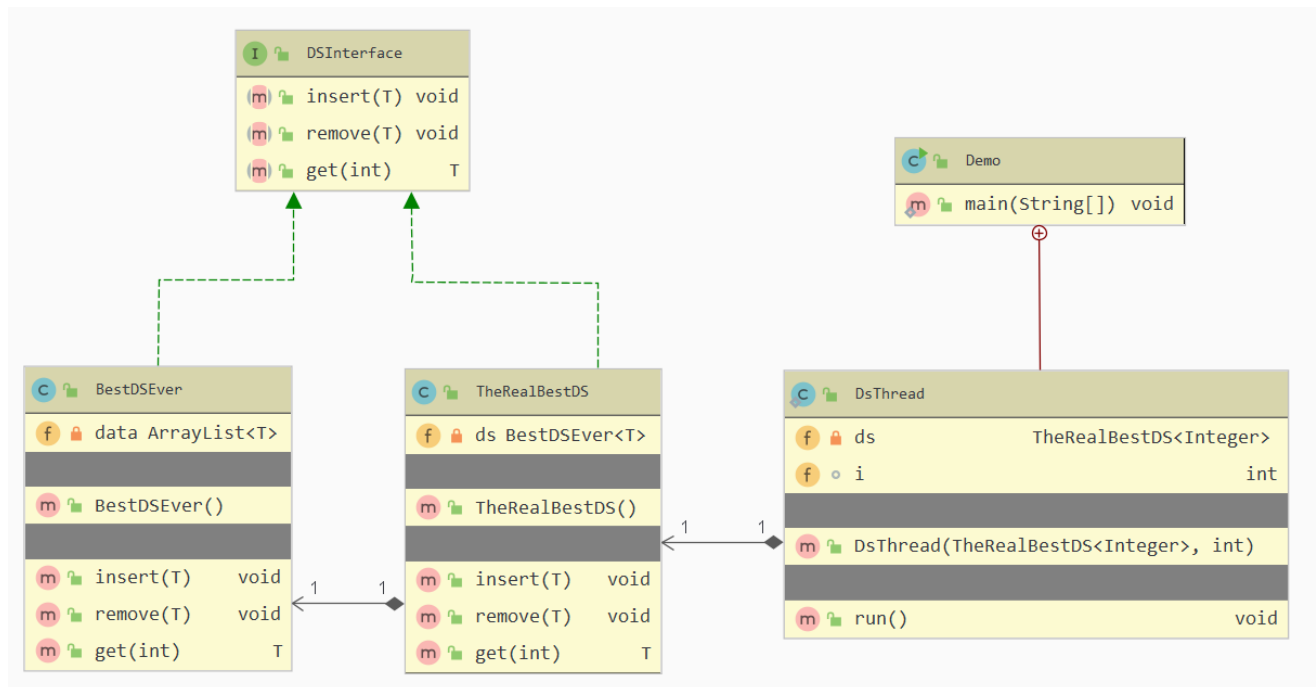 I DSInterface
m insert(T) void
m remove(T) void
m get(int) T
C Demo
m main(String[]) void
C BestDSEver
f data ArrayList<T>
m BestDSEver()
m insert(T) void
m remove(T) void
m get(int) T
C TheRealBestDS
f ds BestDSEver<T>
m TheRealBestDS()
m insert(T) void
m remove(T) void
m get(int) T
C DsThread
f ds TheRealBestDS<Integer>
f i int
m DsThread(TheRealBestDS<Integer>, int)
m run() void
1 1
1 1